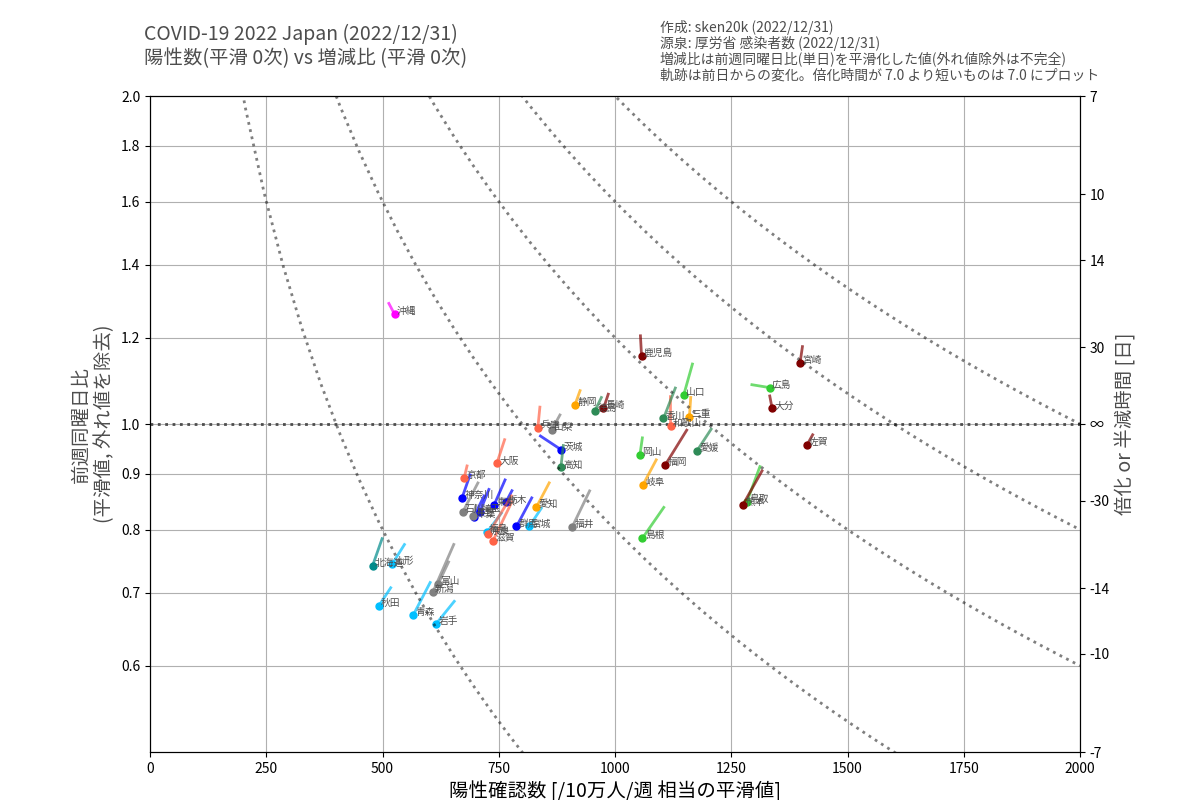 COVID-19 2022 Japan (2022/12/31)
陽性数(平滑 0次) vs 増減比 (平滑 0次)
作成: sken20k (2022/12/31)
源泉: 厚労省 感染者数 (2022/12/31)
増減比は前週同曜日比(単日)を平滑化した値(外れ値除外は不完全)
軌跡は前日からの変化。倍化時間が 7.0 より短いものは 7.0 にプロット
2.0
1.8
1.6
1.4
1.2
1.0
0.9
0.8
0.7
0.6
前週同曜日比
(平滑値, 外れ値を除去)
7
10
14
30
∞
-30
-14
-10
-7
倍化 or 半減時間 [日]
沖縄
鹿児島
宮崎
広島
山口
大分
静岡
長崎
香川
三重
和歌山
兵庫
山梨
佐賀
茨城
岡山
愛媛
大阪
高知
福岡
京都
岐阜
神奈川
鳥取
栃木
愛知
群馬
宮城
福井
滋賀
島根
北海道
山形
富山
新潟
秋田
青森
岩手
0
250
500
750
1000
1250
1500
1750
2000
陽性確認数 [/10万人/週 相当の平滑値]